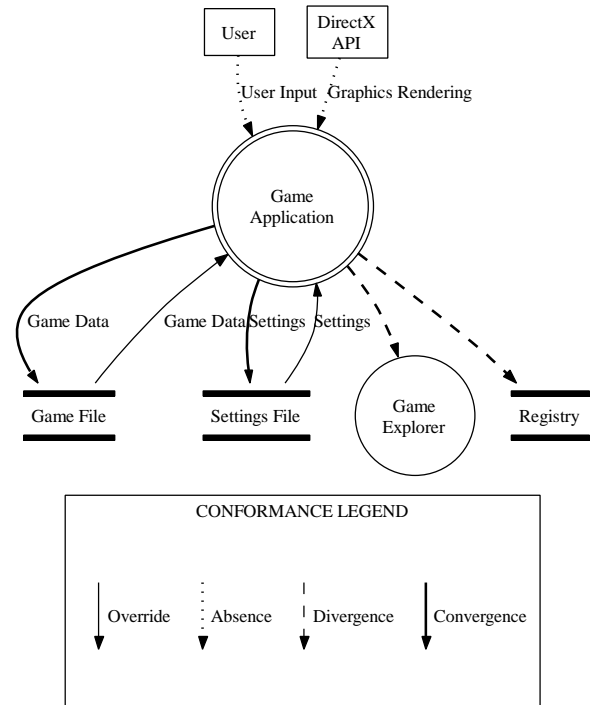 User
DirectX
API
User Input
Graphics Rendering
Game
Application
Game Data
Game Data
Settings
Settings
Game File
Settings File
Game
Explorer
Registry
CONFORMANCE LEGEND
Override
Absence
Divergence
Convergence